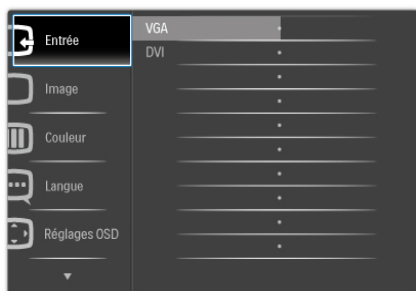 Entrée
VGA
DVI
Image
Couleur
Langue
Réglages OSD